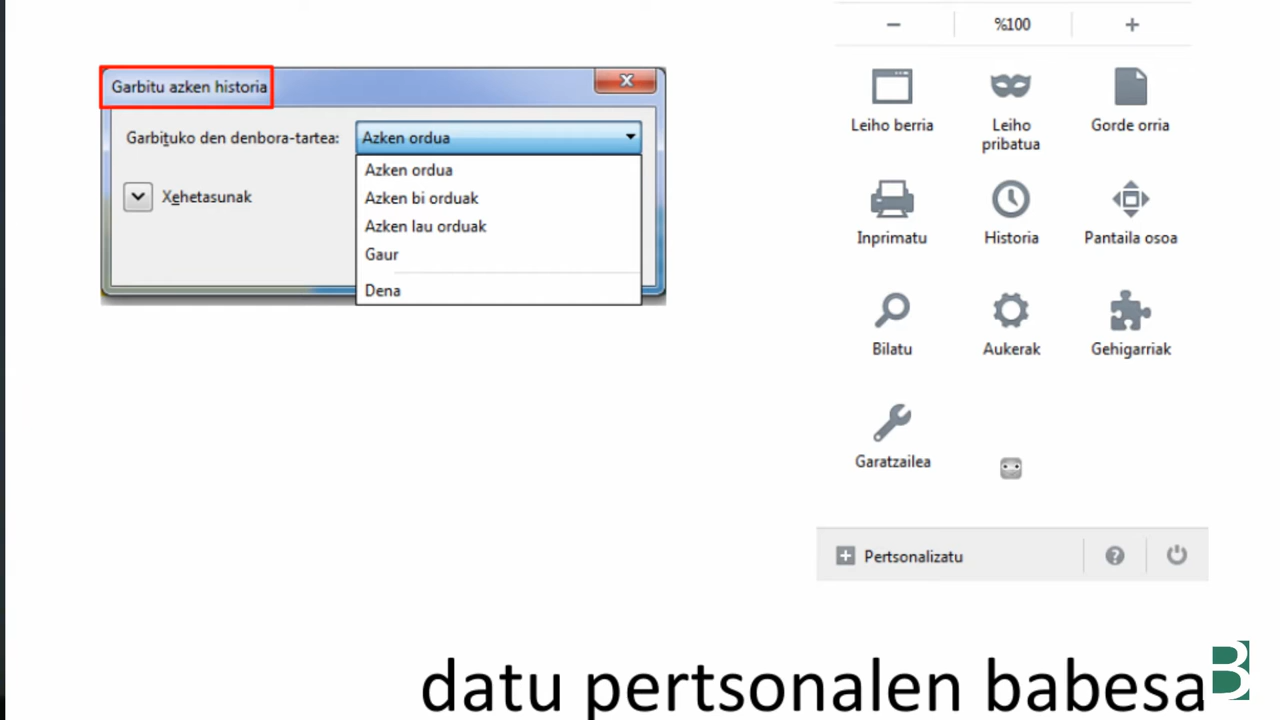 Garbitu azken historia
Garbituko den denbora-tartea:
Azken ordua
Azken ordua
Azken bi orduak
Azken lau orduak
Gaur
Dena
Xehetasunak
− %100 +
Leiho berria
Leiho
pribatua
Gorde orria
Inprimatu
Historia
Pantaila osoa
Bilatu
Aukerak
Gehigarriak
Garatzailea
Pertsonalizatu
datu pertsonalen babesa
B